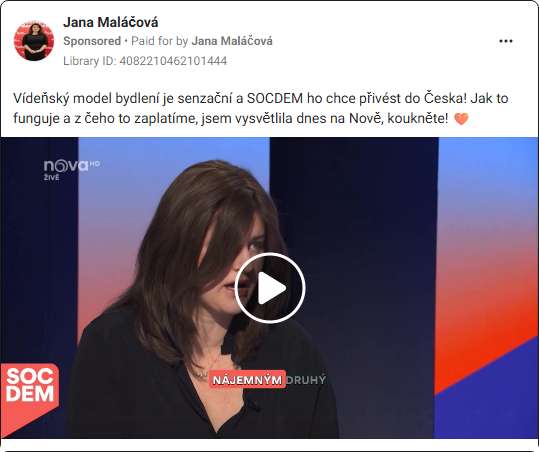 Jana Maláčová
Sponsored • Paid for by Jana Maláčová
Library ID: 4082210462101444
Vídeňský model bydlení je senzační a SOCDEM ho chce přivést do Česka! Jak to
funguje a z čeho to zaplatíme, jsem vysvětlila dnes na Nově, koukněte!
nova HD
ŽIVĚ
NÁJEMNÝM DRUHÝ
SOC
DEM